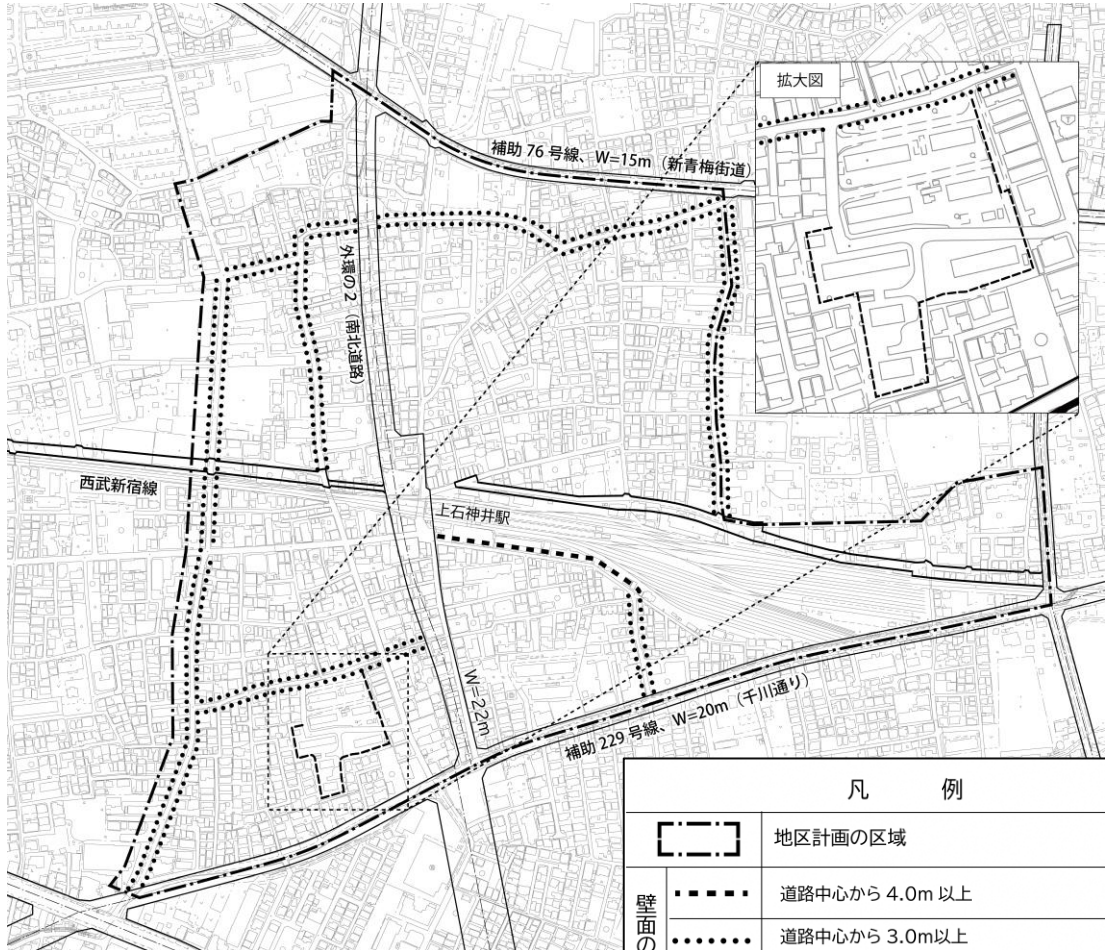 拡大図
補助 76 号線、W=15m（新青梅街道）
外環の2（南北道路）
西武新宿線
上石神井駅
W=22m
補助 229 号線、W=20m（千川通り）
凡　例
地区計画の区域
壁面の
道路中心から 4.0m 以上
道路中心から 3.0m以上